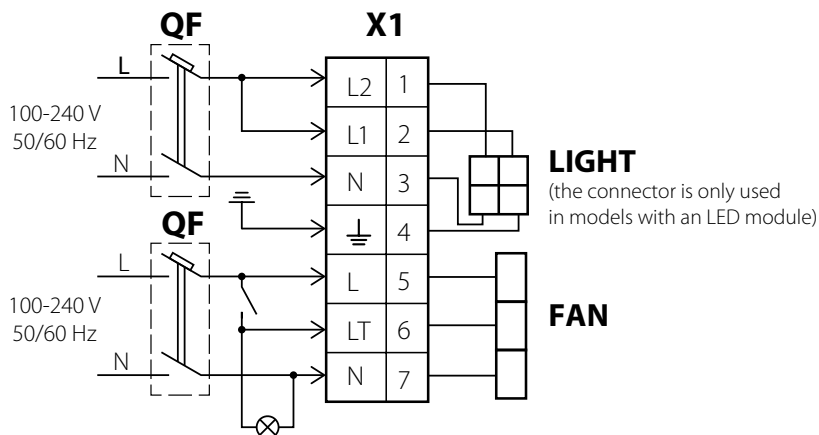 QF
X1
L
L2 1
100-240 V
50/60 Hz
L1 2
N
N 3
LIGHT
(the connector is only used
in models with an LED module)
4
QF
L
L 5
100-240 V
50/60 Hz
LT 6
FAN
N
N 7